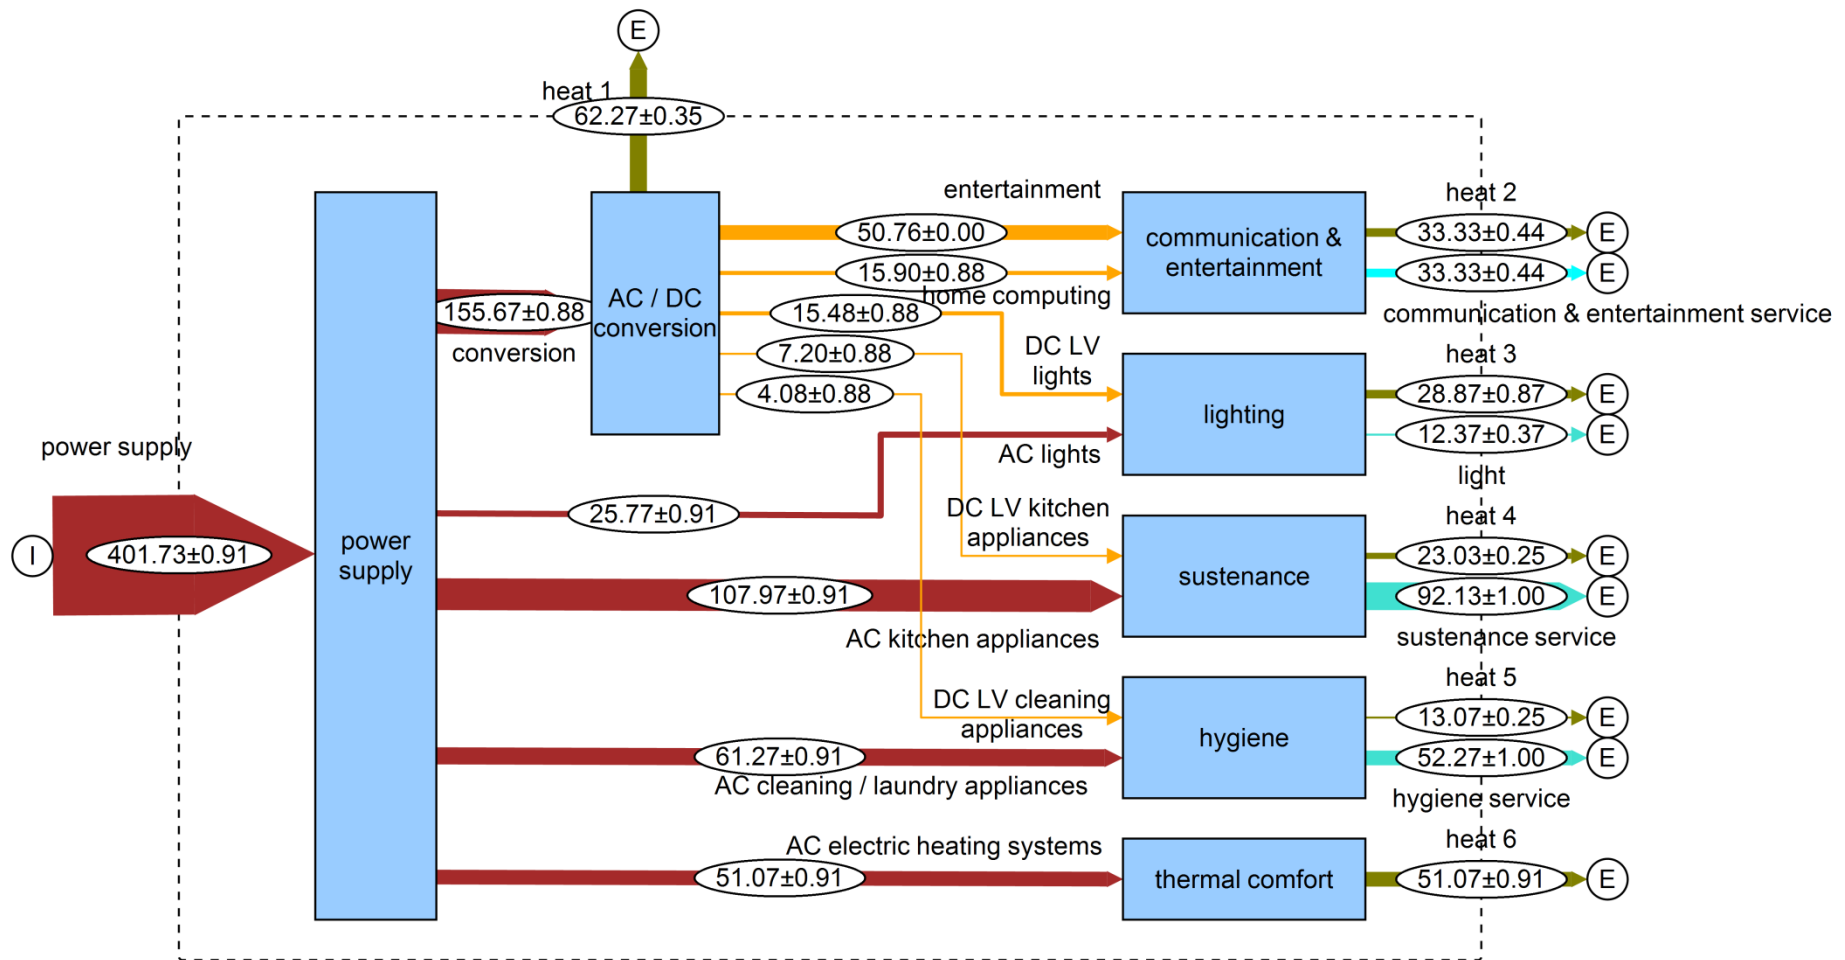 E
heat 1
62.27±0.35
entertainment
50.76±0.00
15.90±0.88
home computing
15.48±0.88
7.20±0.88
4.08±0.88
AC / DC
conversion
155.67±0.88
conversion
communication &
entertainment
heat 2
33.33±0.44
E
33.33±0.44
E
communication & entertainment service
DC LV
lights
lighting
heat 3
28.87±0.87
E
12.37±0.37
E
light
AC lights
25.77±0.91
power supply
I
401.73±0.91
power
supply
DC LV kitchen
appliances
107.97±0.91
AC kitchen appliances
sustenance
heat 4
23.03±0.25
E
92.13±1.00
E
sustenance service
DC LV cleaning
appliances
61.27±0.91
AC cleaning / laundry appliances
hygiene
heat 5
13.07±0.25
E
52.27±1.00
E
hygiene service
AC electric heating systems
51.07±0.91
thermal comfort
heat 6
51.07±0.91
E